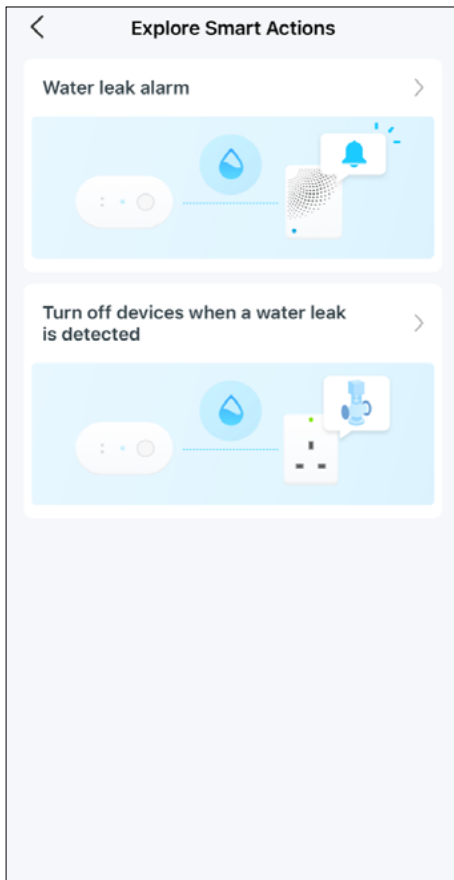 Explore Smart Actions
Water leak alarm
Turn off devices when a water leak
is detected